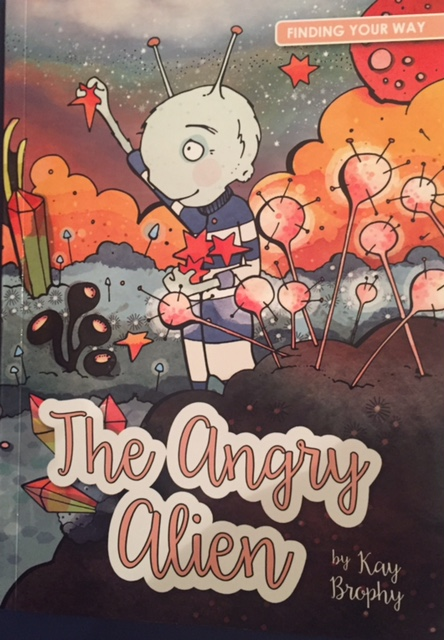 FINDING YOUR WAY
The Angry
Alien
by Kay
Brophy